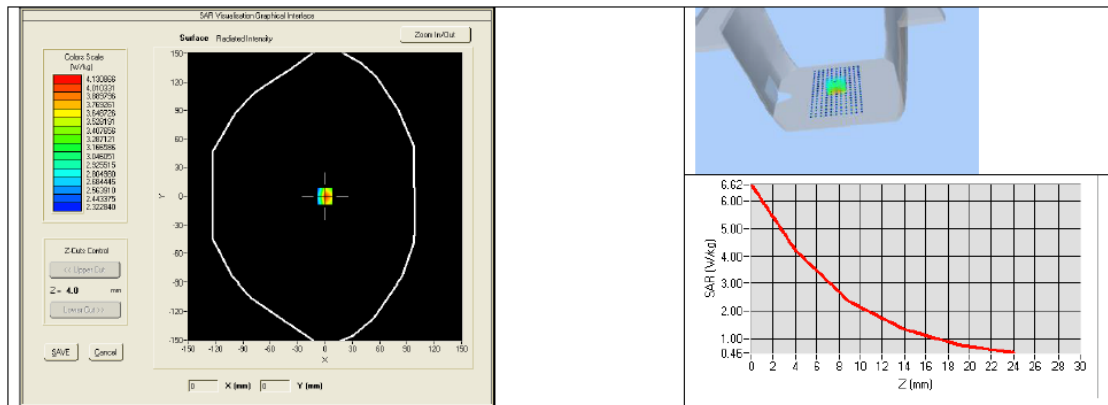 SAR Visualisation Graphical Interface
Surface Radiated Intensity
Zoom In/Out
Colors Scale
(W/kg)
4.130866
4.010331
3.889796
3.769261
3.648726
3.528191
3.407656
3.287121
3.166586
3.046051
2.925515
2.804980
2.684445
2.563910
2.443375
2.322840
150
120
90
60
30
0
-30
-60
-90
-120
-150
Y
-150 -120 -90 -60 -30 0 30 60 90 120 150
X
Z-Cuts Control
<< Upper Cut
Z= 4.0 mm
Lower Cut >>
SAVE Cancel
0 X (mm) 0 Y (mm)
6.62
6.00
5.00
4.00
3.00
2.00
1.00
0.46
SAR (W/kg)
0 2 4 6 8 10 12 14 16 18 20 22 24 26 28 30
Z (mm)